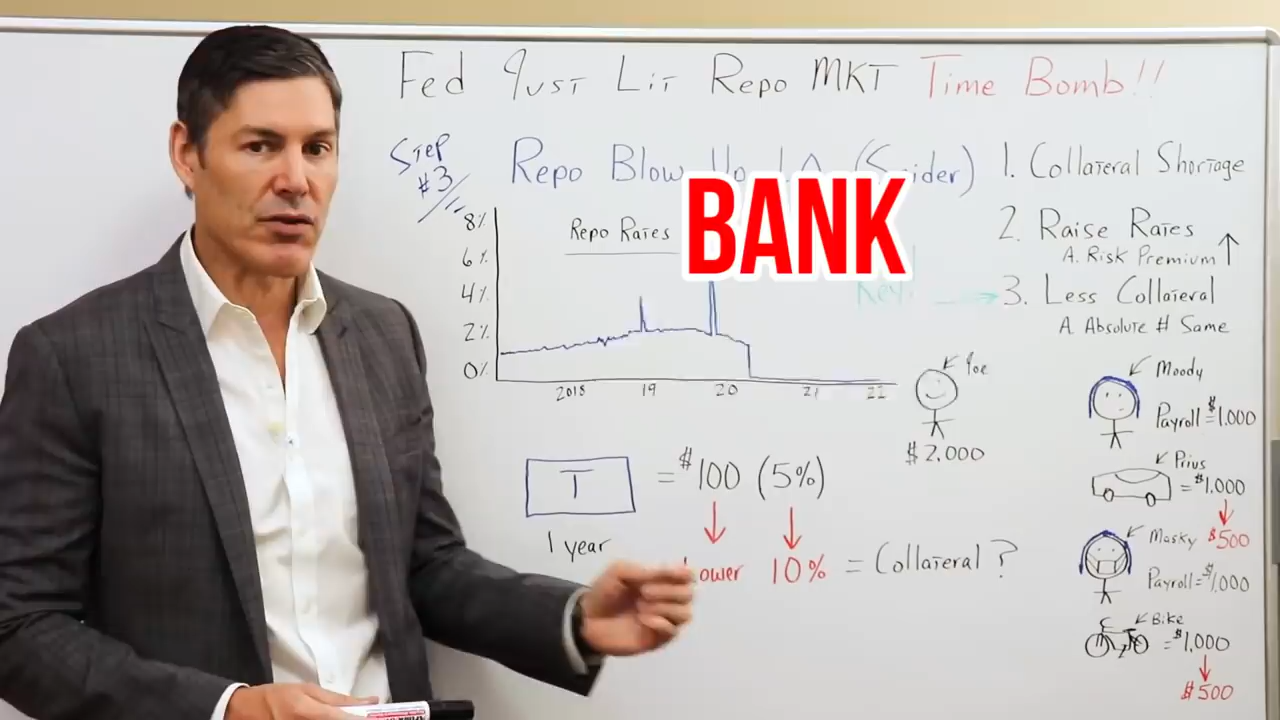 Fed Just Lit Repo MKT Time Bomb!!
STEP
#3
Repo Blow Up (Spider)
BANK
Repo Rates
8%
6%
4%
2%
0%
2018 19 20 21 22
Key
1. Collateral Shortage
2. Raise Rates
A. Risk Premium
3. Less Collateral
A. Absolute # Same
Joe
$2.000
T
= $100 (5%)
1 year
Lower 10% = Collateral?
Moody
Payroll = $1.000
Prius
= $1.000
$500
Masky
Payroll = $1,000
Bike
= $1,000
$500